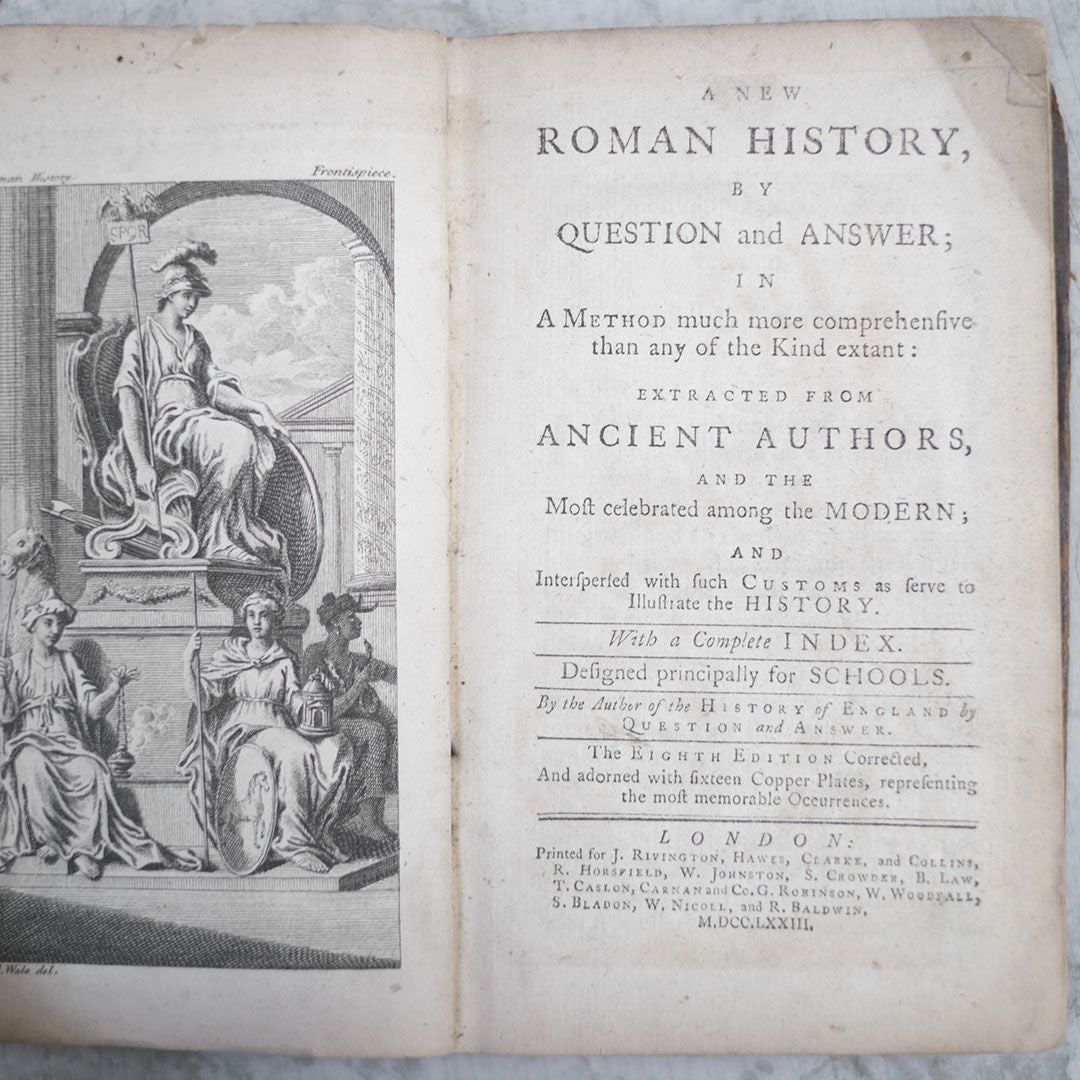 man History.
Frontispiece.
SPQR
. Wale del.
A NEW
ROMAN HISTORY,
BY
QUESTION and ANSWER;
IN
A METHOD much more comprehenſive
than any of the Kind extant:
EXTRACTED FROM
ANCIENT AUTHORS,
AND THE
Moſt celebrated among the MODERN;
AND
Interſperſed with ſuch CUSTOMS as ſerve to
Illuſtrate the HISTORY.
With a Complete INDEX.
Deſigned principally for SCHOOLS.
By the Author of the HISTORY of ENGLAND by
QUESTION and ANSWER.
The EIGHTH EDITION Corrected,
And adorned with ſixteen Copper Plates, repreſenting
the moſt memorable Occurrences.
LONDON:
Printed for J. RIVINGTON, HAWES, CLARKE, and COLLINS,
R. HORSFIELD, W. JOHNSTON, S. CROWDER, B. LAW,
T. CASLON, CARNAN and Co. G. ROBINSON, W. WOODFALL,
S. BLADON, W. NICOLL, and R. BALDWIN,
M,DCC,LXXIII.